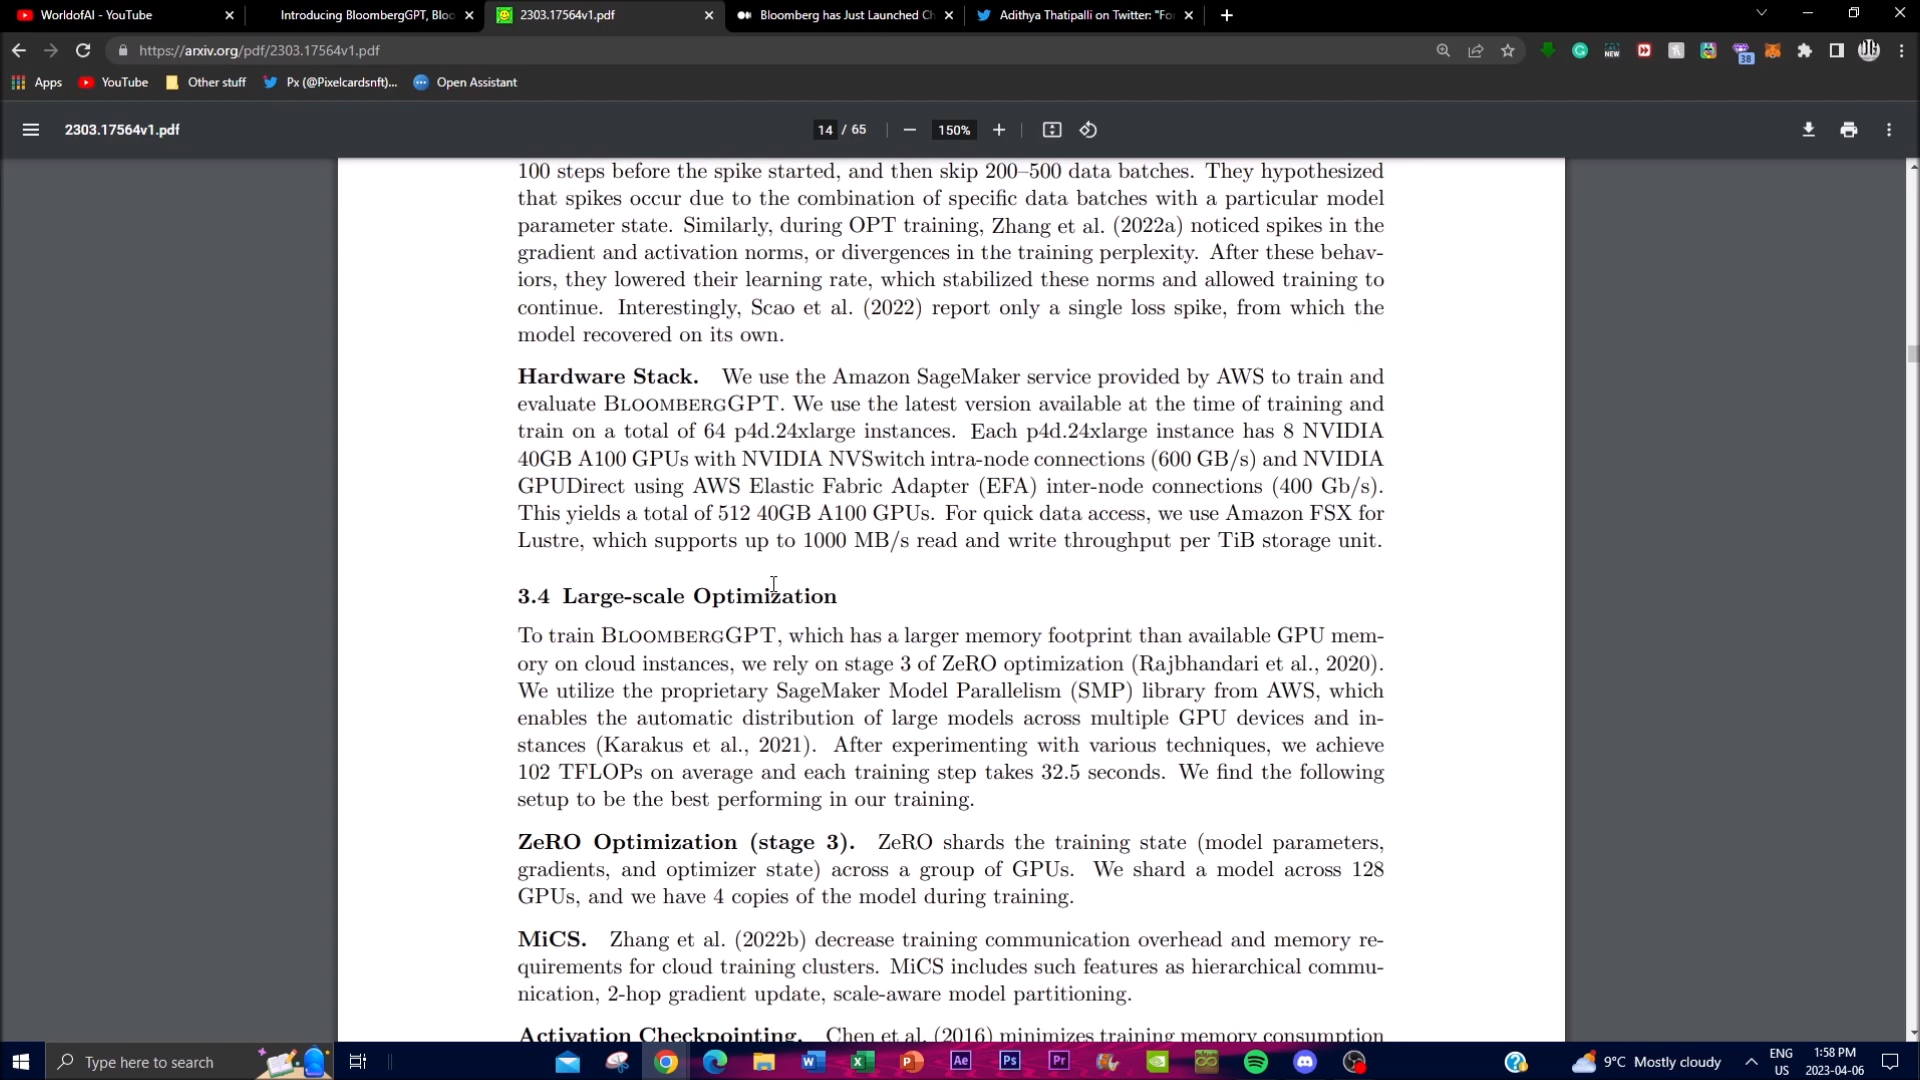 WorldofAI - YouTube
Introducing BloombergGPT, Bloo
2303.17564v1.pdf
Bloomberg has Just Launched Ch
Adithya Thatipalli on Twitter: "Fo
https://arxiv.org/pdf/2303.17564v1.pdf
NEW
38
Apps
YouTube
Other stuff
Px (@Pixelcardsnft)...
Open Assistant
2303.17564v1.pdf
14 / 65
150%
100 steps before the spike started, and then skip 200–500 data batches. They hypothesized
that spikes occur due to the combination of specific data batches with a particular model
parameter state. Similarly, during OPT training, Zhang et al. (2022a) noticed spikes in the
gradient and activation norms, or divergences in the training perplexity. After these behav-
iors, they lowered their learning rate, which stabilized these norms and allowed training to
continue. Interestingly, Scao et al. (2022) report only a single loss spike, from which the
model recovered on its own.
Hardware Stack. We use the Amazon SageMaker service provided by AWS to train and
evaluate BLOOMBERGGPT. We use the latest version available at the time of training and
train on a total of 64 p4d.24xlarge instances. Each p4d.24xlarge instance has 8 NVIDIA
40GB A100 GPUs with NVIDIA NVSwitch intra-node connections (600 GB/s) and NVIDIA
GPUDirect using AWS Elastic Fabric Adapter (EFA) inter-node connections (400 Gb/s).
This yields a total of 512 40GB A100 GPUs. For quick data access, we use Amazon FSX for
Lustre, which supports up to 1000 MB/s read and write throughput per TiB storage unit.
3.4 Large-scale Optimization
To train BLOOMBERGGPT, which has a larger memory footprint than available GPU mem-
ory on cloud instances, we rely on stage 3 of ZeRO optimization (Rajbhandari et al., 2020).
We utilize the proprietary SageMaker Model Parallelism (SMP) library from AWS, which
enables the automatic distribution of large models across multiple GPU devices and in-
stances (Karakus et al., 2021). After experimenting with various techniques, we achieve
102 TFLOPs on average and each training step takes 32.5 seconds. We find the following
setup to be the best performing in our training.
ZeRO Optimization (stage 3). ZeRO shards the training state (model parameters,
gradients, and optimizer state) across a group of GPUs. We shard a model across 128
GPUs, and we have 4 copies of the model during training.
MiCS. Zhang et al. (2022b) decrease training communication overhead and memory re-
quirements for cloud training clusters. MiCS includes such features as hierarchical commu-
nication, 2-hop gradient update, scale-aware model partitioning.
Activation Checkpointing. Chen et al. (2016) minimizes training memory consumption
Type here to search
Ae
Ps
Pr
9°C Mostly cloudy
ENG
US
1:58 PM
2023-04-06